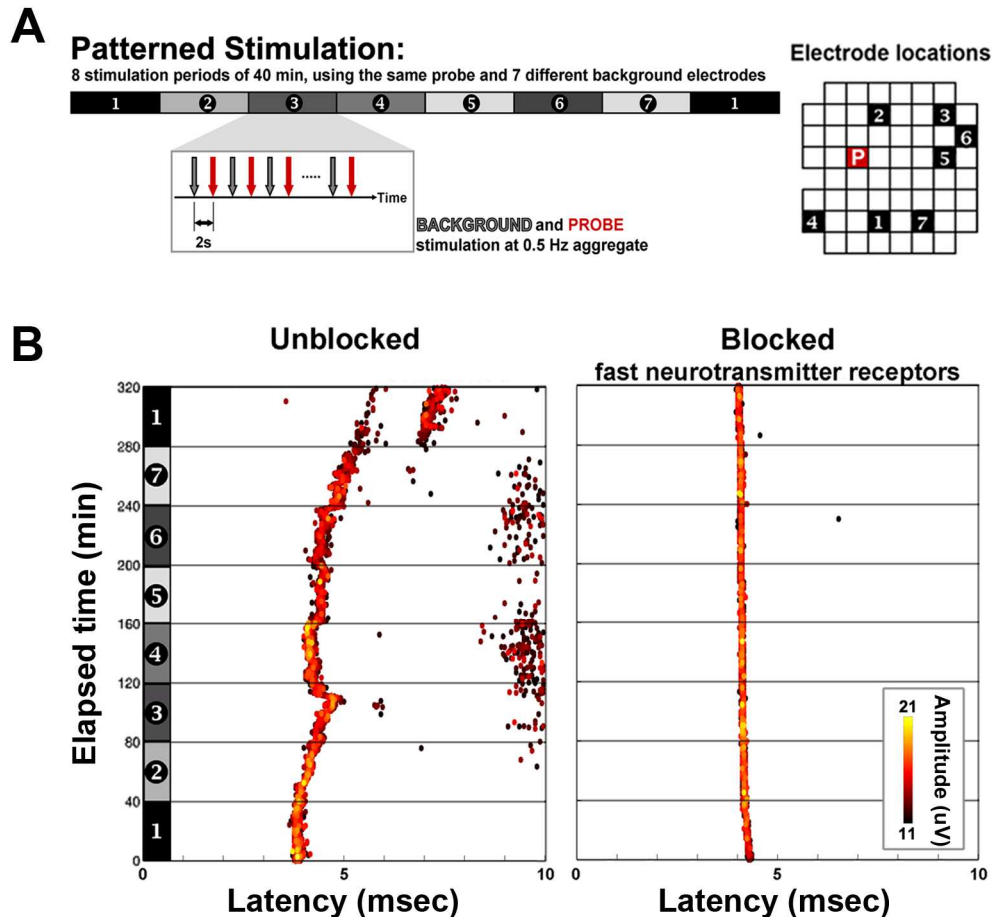 A
Patterned Stimulation:
8 stimulation periods of 40 min, using the same probe and 7 different background electrodes
1 2 3 4 5 6 7 1
Time
2s
BACKGROUND and PROBE
stimulation at 0.5 Hz aggregate
Electrode locations
2 3
6
P 5
4 1 7
B
Unblocked
Blocked
fast neurotransmitter receptors
Elapsed time (min)
320
1
280
7
240
6
200
5
160
4
120
3
80
2
40
1
0
0 5 10
Latency (msec)
0 5 10
Latency (msec)
21
11
Amplitude (uV)